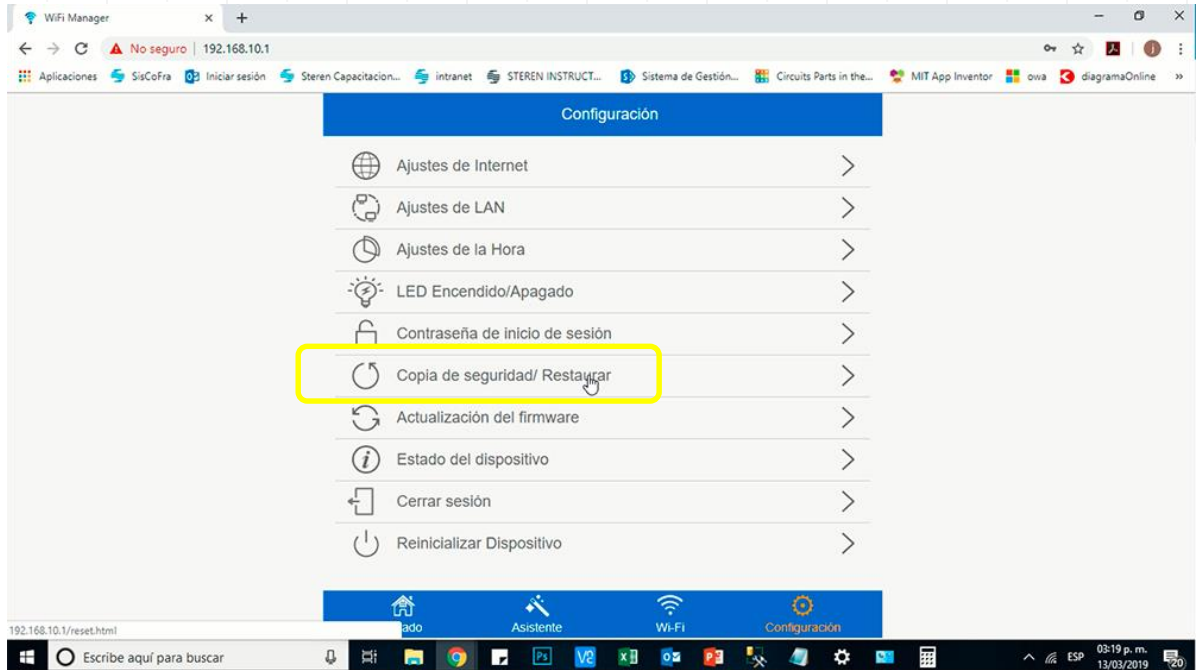 WiFi Manager
No seguro | 192.168.10.1
Aplicaciones SisCoFra Iniciar sesión Steren Capacitacion... intranet STEREN INSTRUCT... Sistema de Gestión... Circuits Parts in the... MIT App Inventor owa diagramaOnline »
Configuración
Ajustes de Internet
Ajustes de LAN
Ajustes de la Hora
LED Encendido/Apagado
Contraseña de inicio de sesión
Copia de seguridad/ Restaurar
Actualización del firmware
Estado del dispositivo
Cerrar sesión
Reinicializar Dispositivo
ado Asistente Wi-Fi Configuración
192.168.10.1/reset.html
Escribe aquí para buscar
ESP
03:19 p. m.
13/03/2019
20